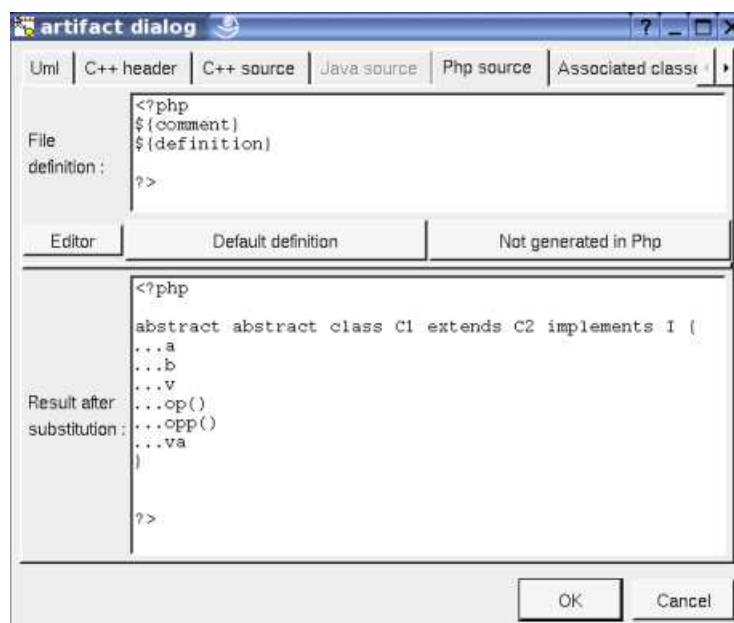 artifact dialog ? _ □ X
Uml C++ header C++ source Java source Php source Associated classe
File definition :
<?php
${comment}
${definition}
?>
Editor Default definition Not generated in Php
Result after substitution :
<?php
abstract abstract class C1 extends C2 implements I {
...a
...b
...v
...op()
...opp()
...va
}
?>
OK Cancel